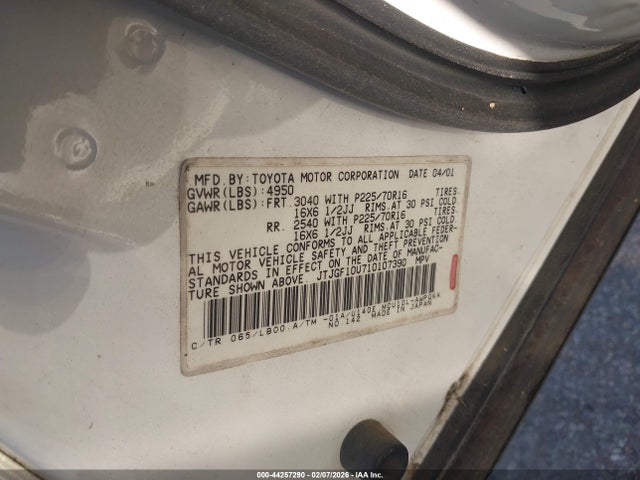 MFD.BY:TOYOTA MOTOR CORPORATION DATE 04/01
GVWR(LBS):4950
GAWR(LBS):FRT.3040 WITH P225/70R16 TIRES.
16X6 1/2JJ RIMS.AT 30 PSI COLD.
RR. 2540 WITH P225/70R16 TIRES.
16X6 1/2JJ RIMS.AT 30 PSI COLD.
THIS VEHICLE CONFORMS TO ALL APPLICABLE FEDER-
AL MOTOR VEHICLE SAFETY AND THEFT PREVENTION
STANDARDS IN EFFECT ON THE DATE OF MANUFAC-
TURE SHOWN ABOVE. JTJGF10U710107390 MPV
C/TR 065/LB00 A/TM -01A/U140E MCU10L-AWPGKA
NO.142 MADE IN JAPAN
000-44257290 - 02/07/2026 - IAA Inc.